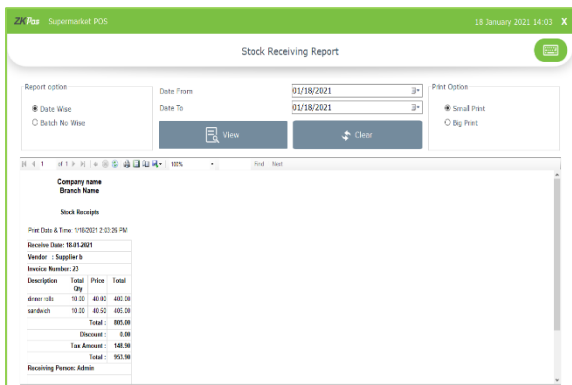 ZKPos Supermarket POS 18 January 2021 14:03 X
Stock Receiving Report
Report option
Date Wise
Batch No Wise
Date From 01/18/2021
Date To 01/18/2021
View Clear
Print Option
Small Print
Big Print
1 of 1 100% Find Next
Company name
Branch Name
Stock Receipts
Print Date & Time: 1/18/2021 2:03:26 PM
Receive Date: 18-01-2021
Vendor : Supplier b
Invoice Number: 23
Description Total Qty Price Total
dinner rolls 10.00 40.00 400.00
sandwich 10.00 40.50 405.00
Total : 805.00
Discount : 0.00
Tax Amount : 148.90
Total : 953.90
Receiving Person: Admin